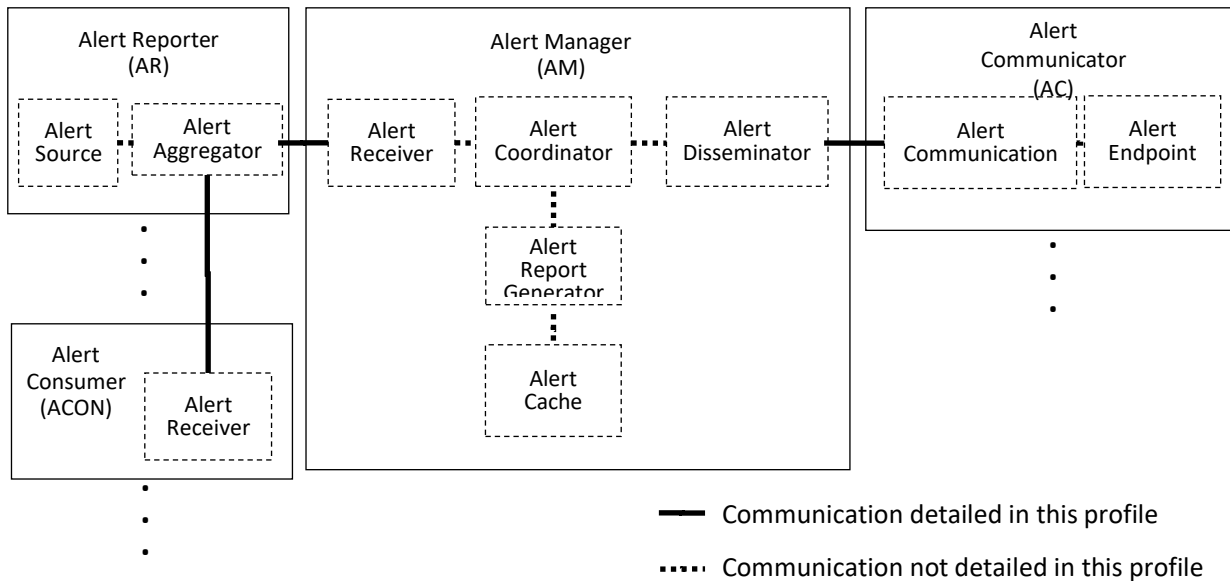 Alert Reporter
(AR)
Alert
Source
Alert
Aggregator
Alert Manager
(AM)
Alert
Receiver
Alert
Coordinator
Alert
Disseminator
Alert
Report
Generator
Alert
Cache
Alert
Communicator
(AC)
Alert
Communication
Alert
Endpoint
Alert
Consumer
(ACON)
Alert
Receiver
Communication detailed in this profile
Communication not detailed in this profile